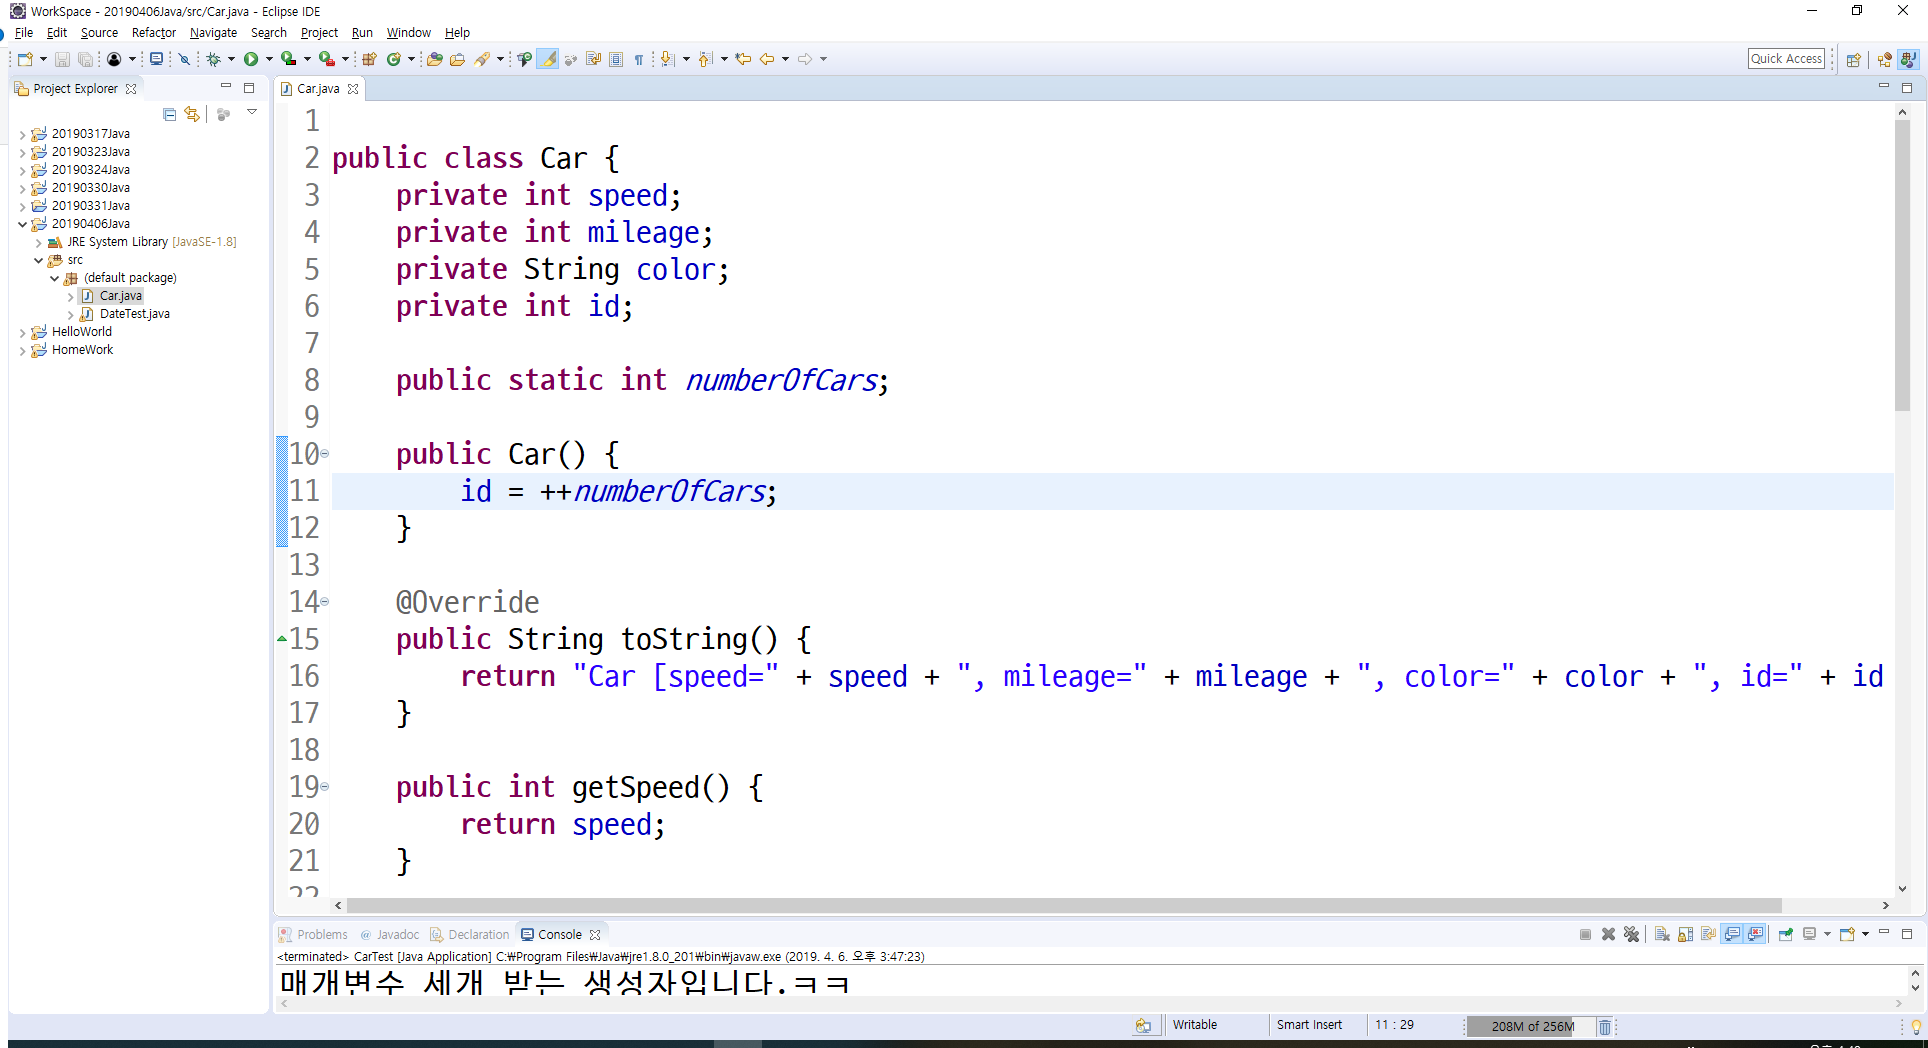 WorkSpace - 20190406Java/src/Car.java - Eclipse IDE
File Edit Source Refactor Navigate Search Project Run Window Help
Quick Access
Project Explorer
20190317Java
20190323Java
20190324Java
20190330Java
20190331Java
20190406Java
JRE System Library [JavaSE-1.8]
src
(default package)
Car.java
DateTest.java
HelloWorld
HomeWork
Car.java
1
2 public class Car {
3 private int speed;
4 private int mileage;
5 private String color;
6 private int id;
7
8 public static int numberOfCars;
9
10 public Car() {
11 id = ++numberOfCars;
12 }
13
14 @Override
15 public String toString() {
16 return "Car [speed=" + speed + ", mileage=" + mileage + ", color=" + color + ", id=" + id
17 }
18
19 public int getSpeed() {
20 return speed;
21 }
22
Problems Javadoc Declaration Console
<terminated> CarTest [Java Application] C:₩Program Files₩Java₩jre1.8.0_201₩bin₩javaw.exe (2019. 4. 6. 오후 3:47:23)
매개변수 세개 받는 생성자입니다.ㅋㅋ
Writable Smart Insert 11 : 29 208M of 256M